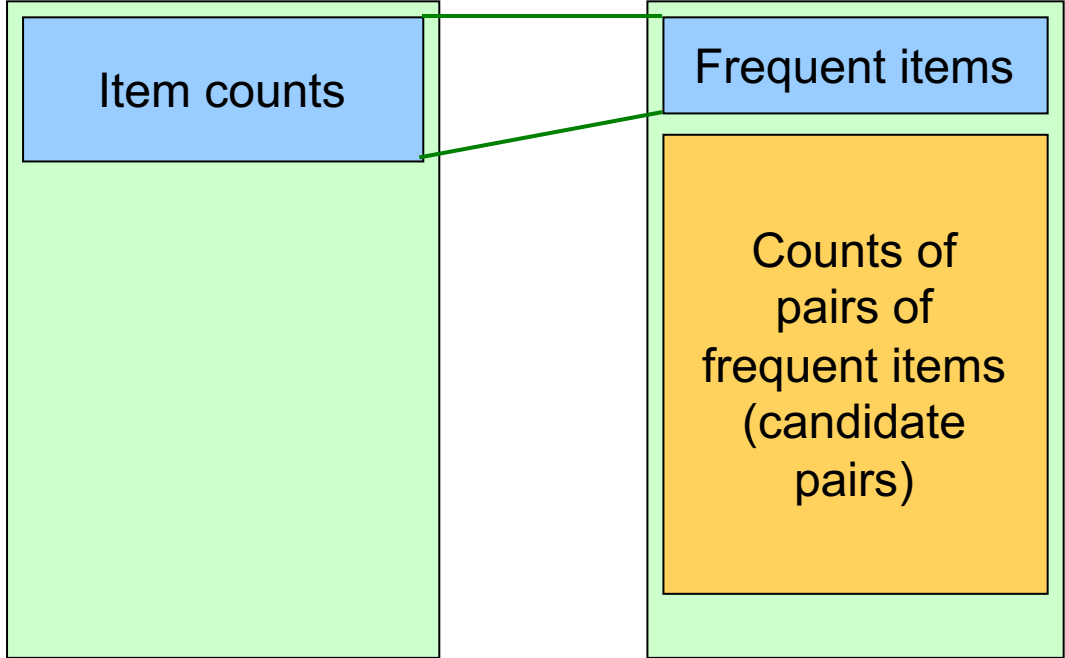 Item counts
Frequent items
Counts of
pairs of
frequent items
(candidate
pairs)